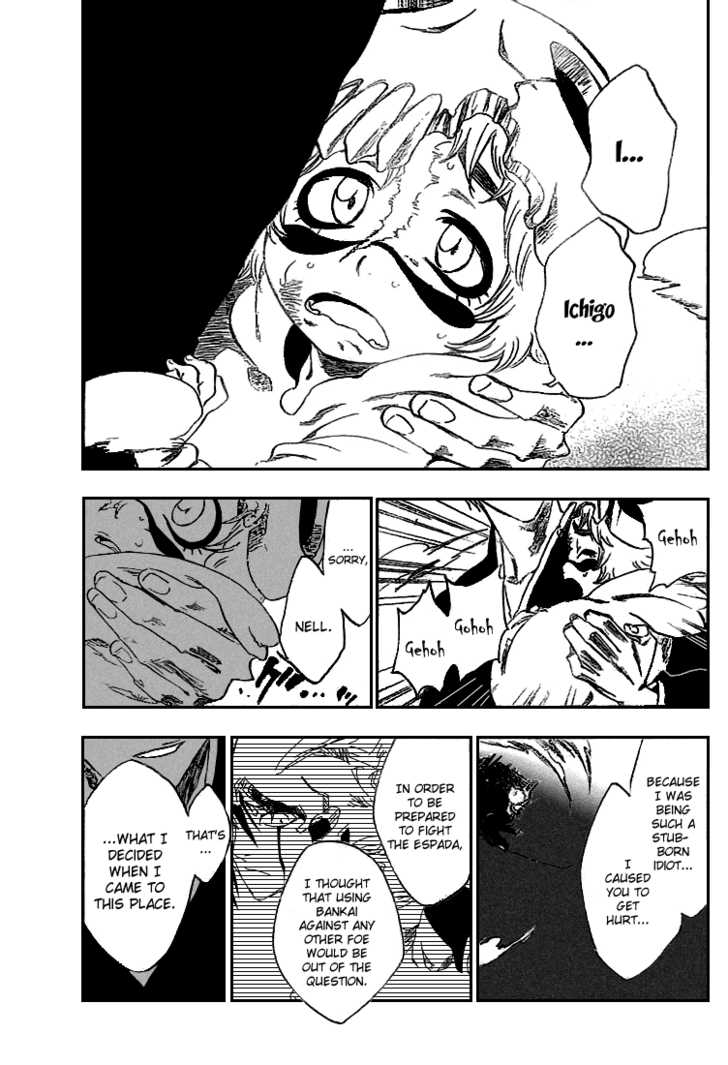 I...
Ichigo
...
Gehoh
Gohoh
Gehoh
...
SORRY,
NELL.
BECAUSE
I WAS
BEING
SUCH A
STUB-
BORN
IDIOT...
I
CAUSED
YOU TO
GET
HURT...
IN ORDER
TO BE
PREPARED
TO FIGHT
THE ESPADA,
I THOUGHT
THAT USING
BANKAI
AGAINST ANY
OTHER FOE
WOULD BE
OUT OF THE
QUESTION.
THAT'S
...
...WHAT I
DECIDED
WHEN I
CAME TO
THIS PLACE.